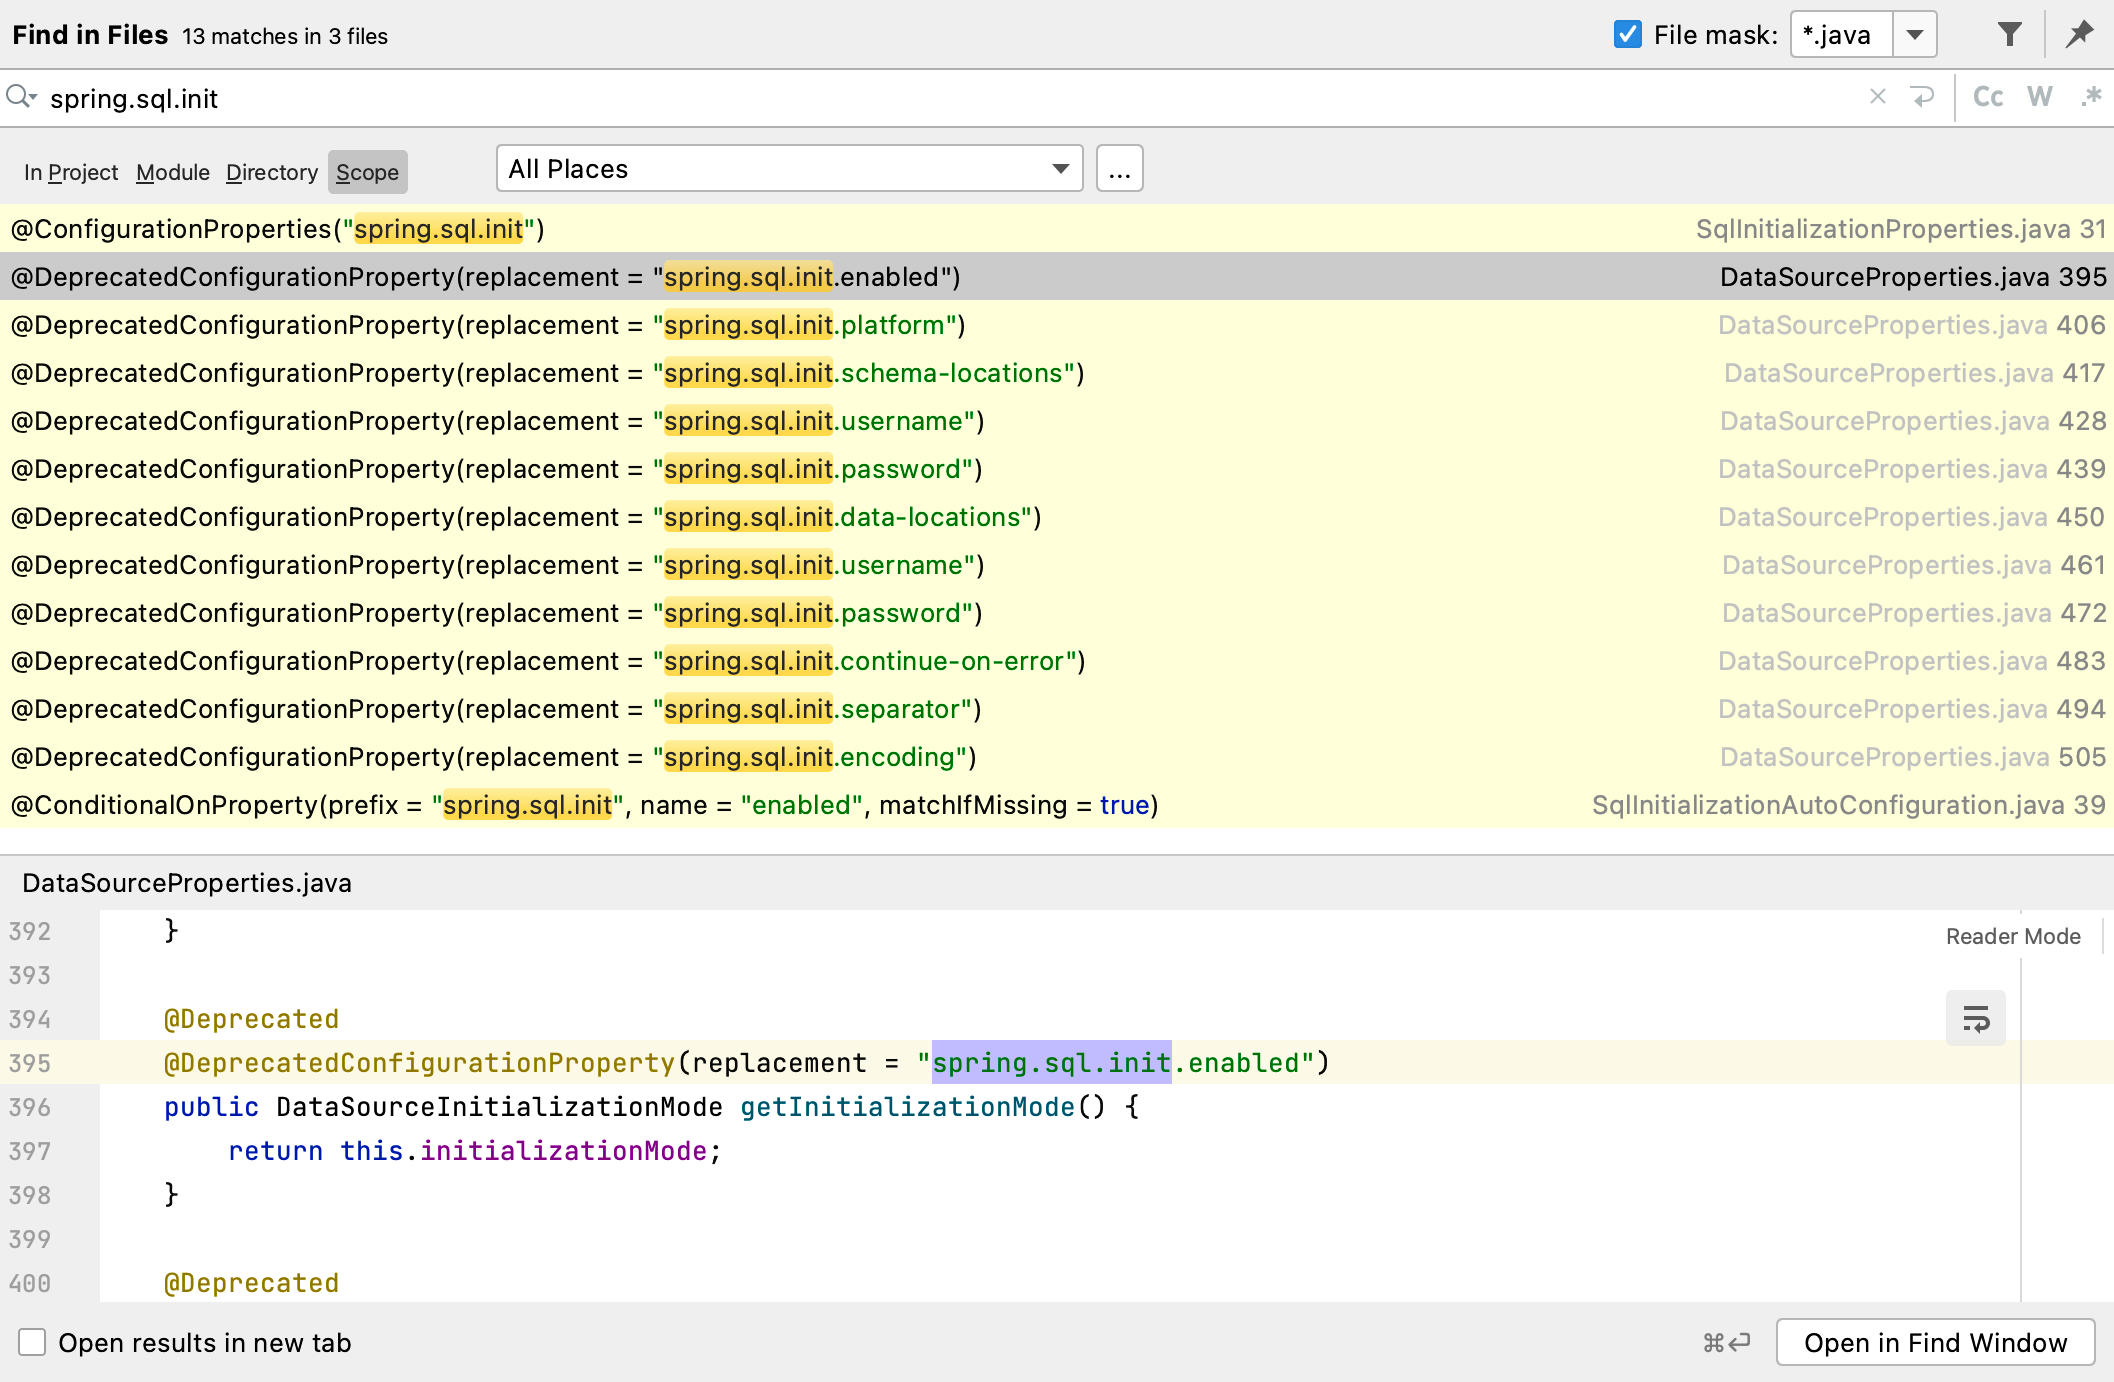 Find in Files 13 matches in 3 files File mask: *.java
spring.sql.init Cc W .*
In Project Module Directory Scope All Places ...
@ConfigurationProperties("spring.sql.init") SqlInitializationProperties.java 31
@DeprecatedConfigurationProperty(replacement = "spring.sql.init.enabled") DataSourceProperties.java 395
@DeprecatedConfigurationProperty(replacement = "spring.sql.init.platform") DataSourceProperties.java 406
@DeprecatedConfigurationProperty(replacement = "spring.sql.init.schema-locations") DataSourceProperties.java 417
@DeprecatedConfigurationProperty(replacement = "spring.sql.init.username") DataSourceProperties.java 428
@DeprecatedConfigurationProperty(replacement = "spring.sql.init.password") DataSourceProperties.java 439
@DeprecatedConfigurationProperty(replacement = "spring.sql.init.data-locations") DataSourceProperties.java 450
@DeprecatedConfigurationProperty(replacement = "spring.sql.init.username") DataSourceProperties.java 461
@DeprecatedConfigurationProperty(replacement = "spring.sql.init.password") DataSourceProperties.java 472
@DeprecatedConfigurationProperty(replacement = "spring.sql.init.continue-on-error") DataSourceProperties.java 483
@DeprecatedConfigurationProperty(replacement = "spring.sql.init.separator") DataSourceProperties.java 494
@DeprecatedConfigurationProperty(replacement = "spring.sql.init.encoding") DataSourceProperties.java 505
@ConditionalOnProperty(prefix = "spring.sql.init", name = "enabled", matchIfMissing = true) SqlInitializationAutoConfiguration.java 39
DataSourceProperties.java
392 }
Reader Mode
393
394 @Deprecated
395 @DeprecatedConfigurationProperty(replacement = "spring.sql.init.enabled")
396 public DataSourceInitializationMode getInitializationMode() {
397 return this.initializationMode;
398 }
399
400 @Deprecated
Open results in new tab ⌘↩ Open in Find Window